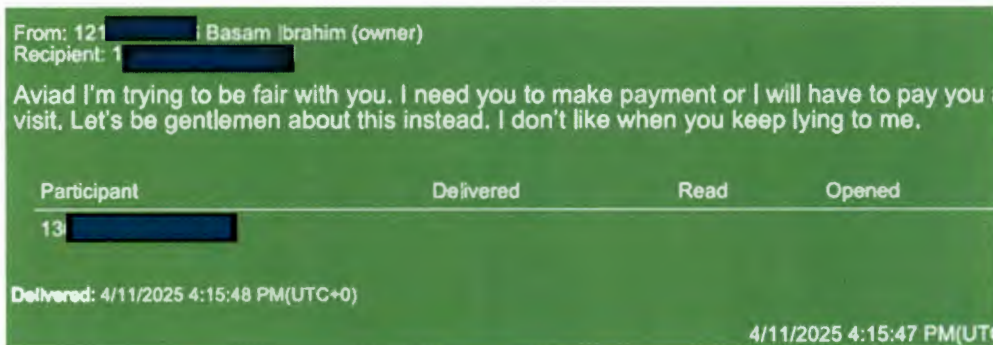 From: 121 Basam Ibrahim (owner)
Recipient: 1
Aviad I'm trying to be fair with you. I need you to make payment or I will have to pay you a
visit. Let's be gentlemen about this instead. I don't like when you keep lying to me.
Participant Delivered Read Opened
13
Delivered: 4/11/2025 4:15:48 PM(UTC+0)
4/11/2025 4:15:47 PM(UTC